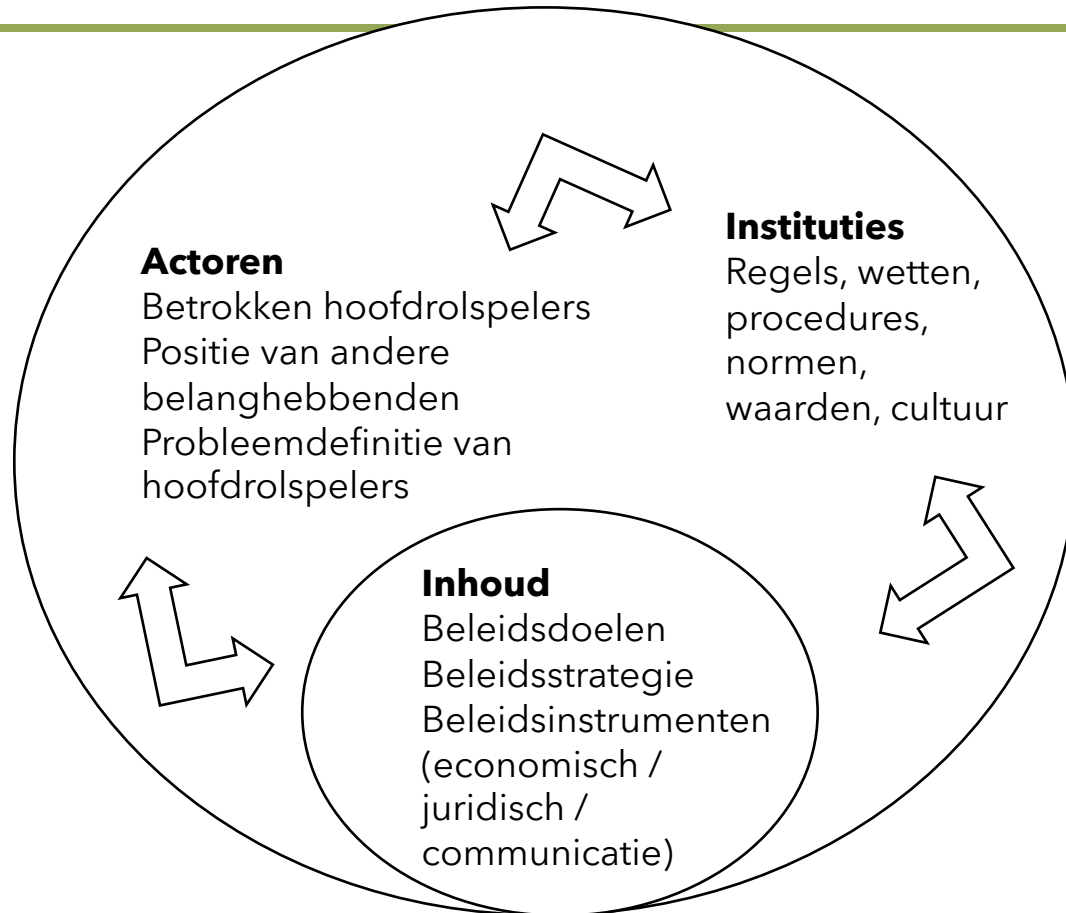 Actoren
Betrokken hoofdrolspelers
Positie van andere
belanghebbenden
Probleemdefinitie van
hoofdrolspelers
Instituties
Regels, wetten,
procedures,
normen,
waarden, cultuur
Inhoud
Beleidsdoelen
Beleidsstrategie
Beleidsinstrumenten
(economisch /
juridisch /
communicatie)